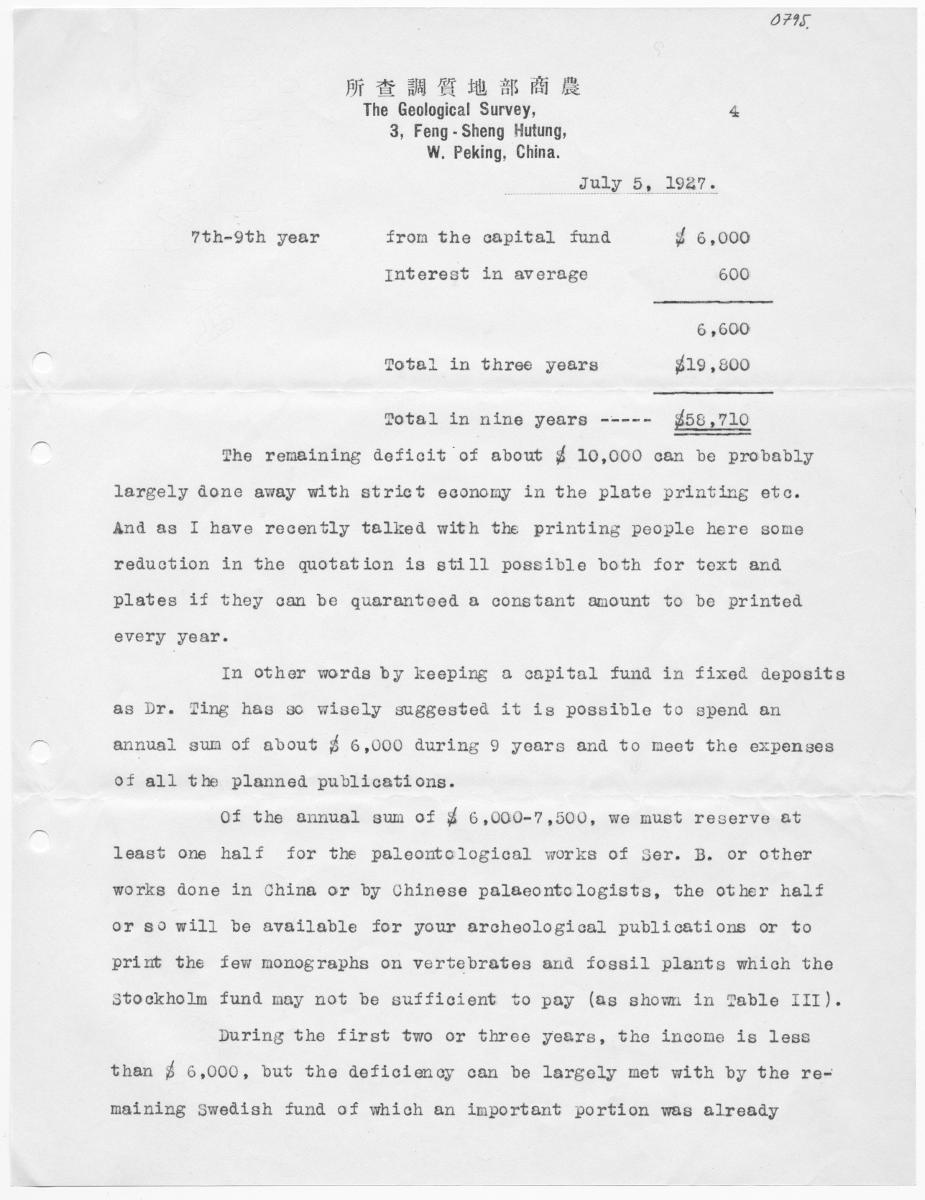 0795.
所查調質地部商農
The Geological Survey,
4
3, Feng-Sheng Hutung,
W. Peking, China.
July 5, 1927.
7th-9th year from the capital fund $ 6,000
Interest in average 600
6,600
Total in three years $19,800
Total in nine years ----- $58,710
The remaining deficit of about $ 10,000 can be probably
largely done away with strict economy in the plate printing etc.
And as I have recently talked with the printing people here some
reduction in the quotation is still possible both for text and
plates if they can be quaranteed a constant amount to be printed
every year.
In other words by keeping a capital fund in fixed deposits
as Dr. Ting has so wisely suggested it is possible to spend an
annual sum of about $ 6,000 during 9 years and to meet the expenses
of all the planned publications.
Of the annual sum of $ 6,000-7,500, we must reserve at
least one half for the paleontological works of Ser. B. or other
works done in China or by Chinese palaeontologists, the other half
or so will be available for your archeological publications or to
print the few monographs on vertebrates and fossil plants which the
Stockholm fund may not be sufficient to pay (as shown in Table III).
During the first two or three years, the income is less
than $ 6,000, but the deficiency can be largely met with by the re-
maining Swedish fund of which an important portion was already